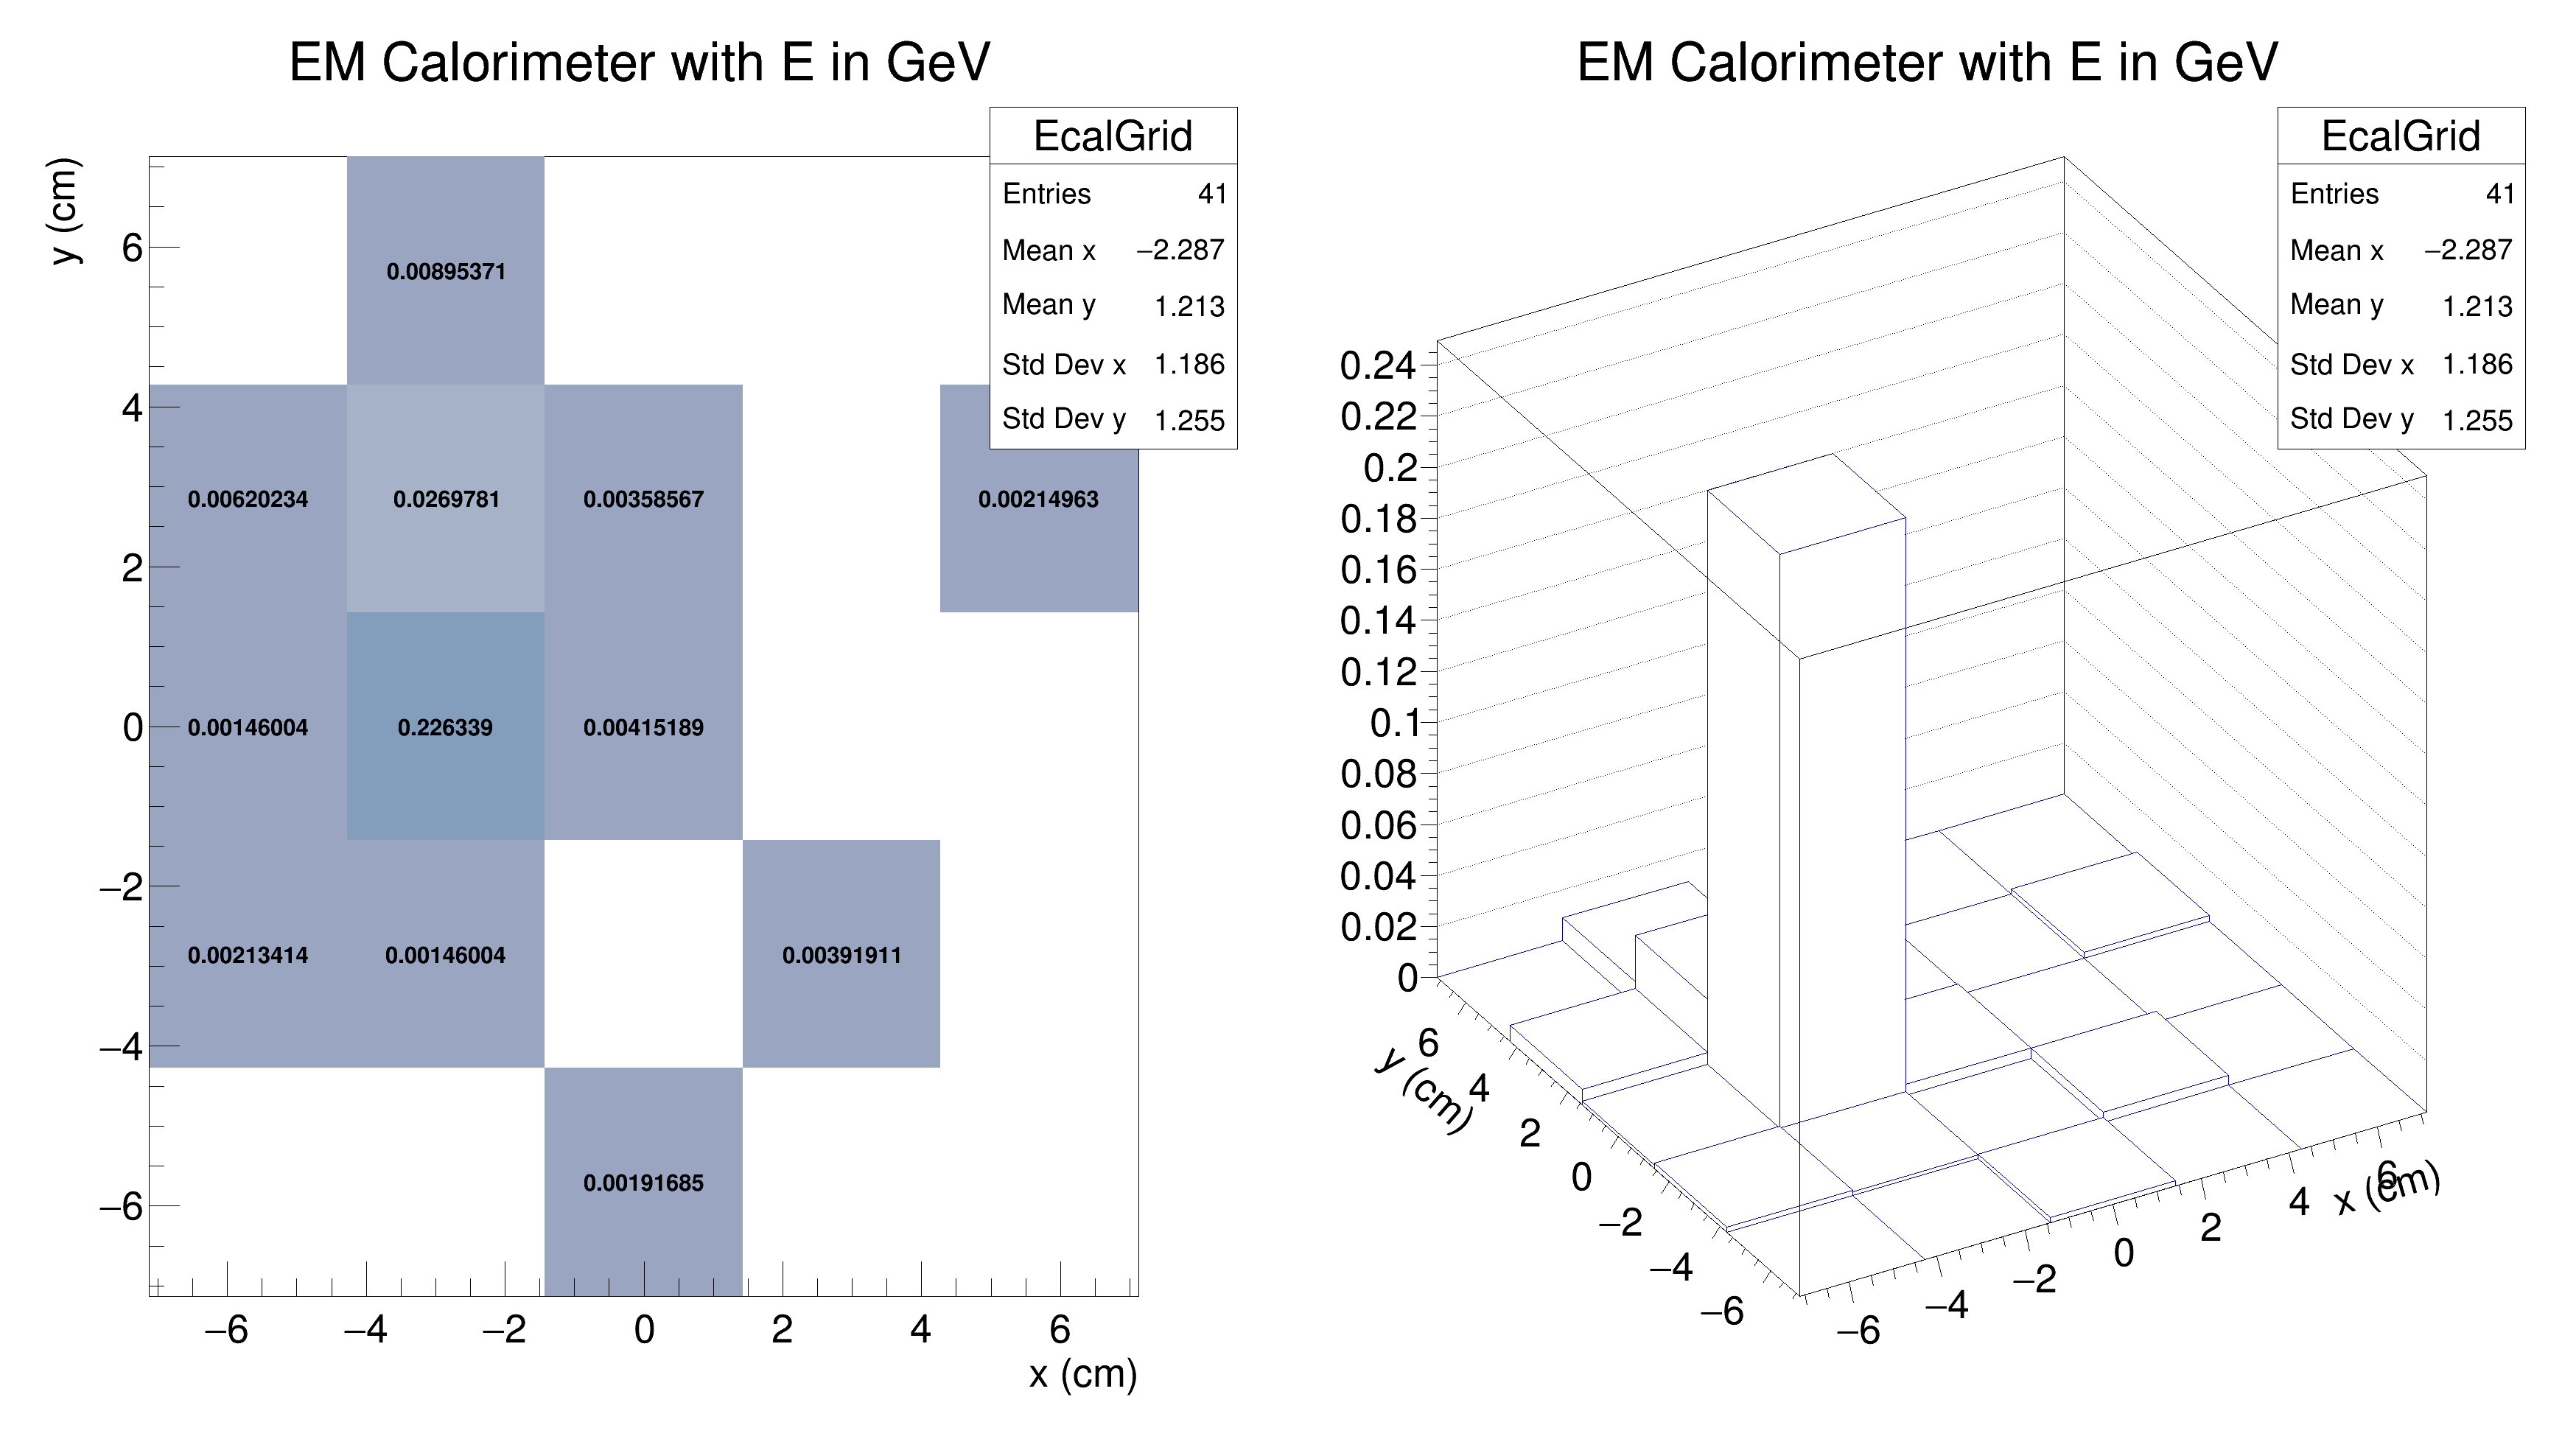 EM Calorimeter with E in GeV
EcalGrid
Entries 41
Mean x −2.287
Mean y 1.213
Std Dev x 1.186
Std Dev y 1.255
y (cm)
6
4
2
0
−2
−4
−6
0.00895371
0.00620234 0.0269781 0.00358567 0.00214963
0.00146004 0.226339 0.00415189
0.00213414 0.00146004 0.00391911
0.00191685
−6 −4 −2 0 2 4 6
x (cm)
EM Calorimeter with E in GeV
EcalGrid
Entries 41
Mean x −2.287
Mean y 1.213
Std Dev x 1.186
Std Dev y 1.255
0.24
0.22
0.2
0.18
0.16
0.14
0.12
0.1
0.08
0.06
0.04
0.02
0
y (cm)
6
4
2
0
−2
−4
−6
−6 −4 −2 0 2 4 6
x (cm)